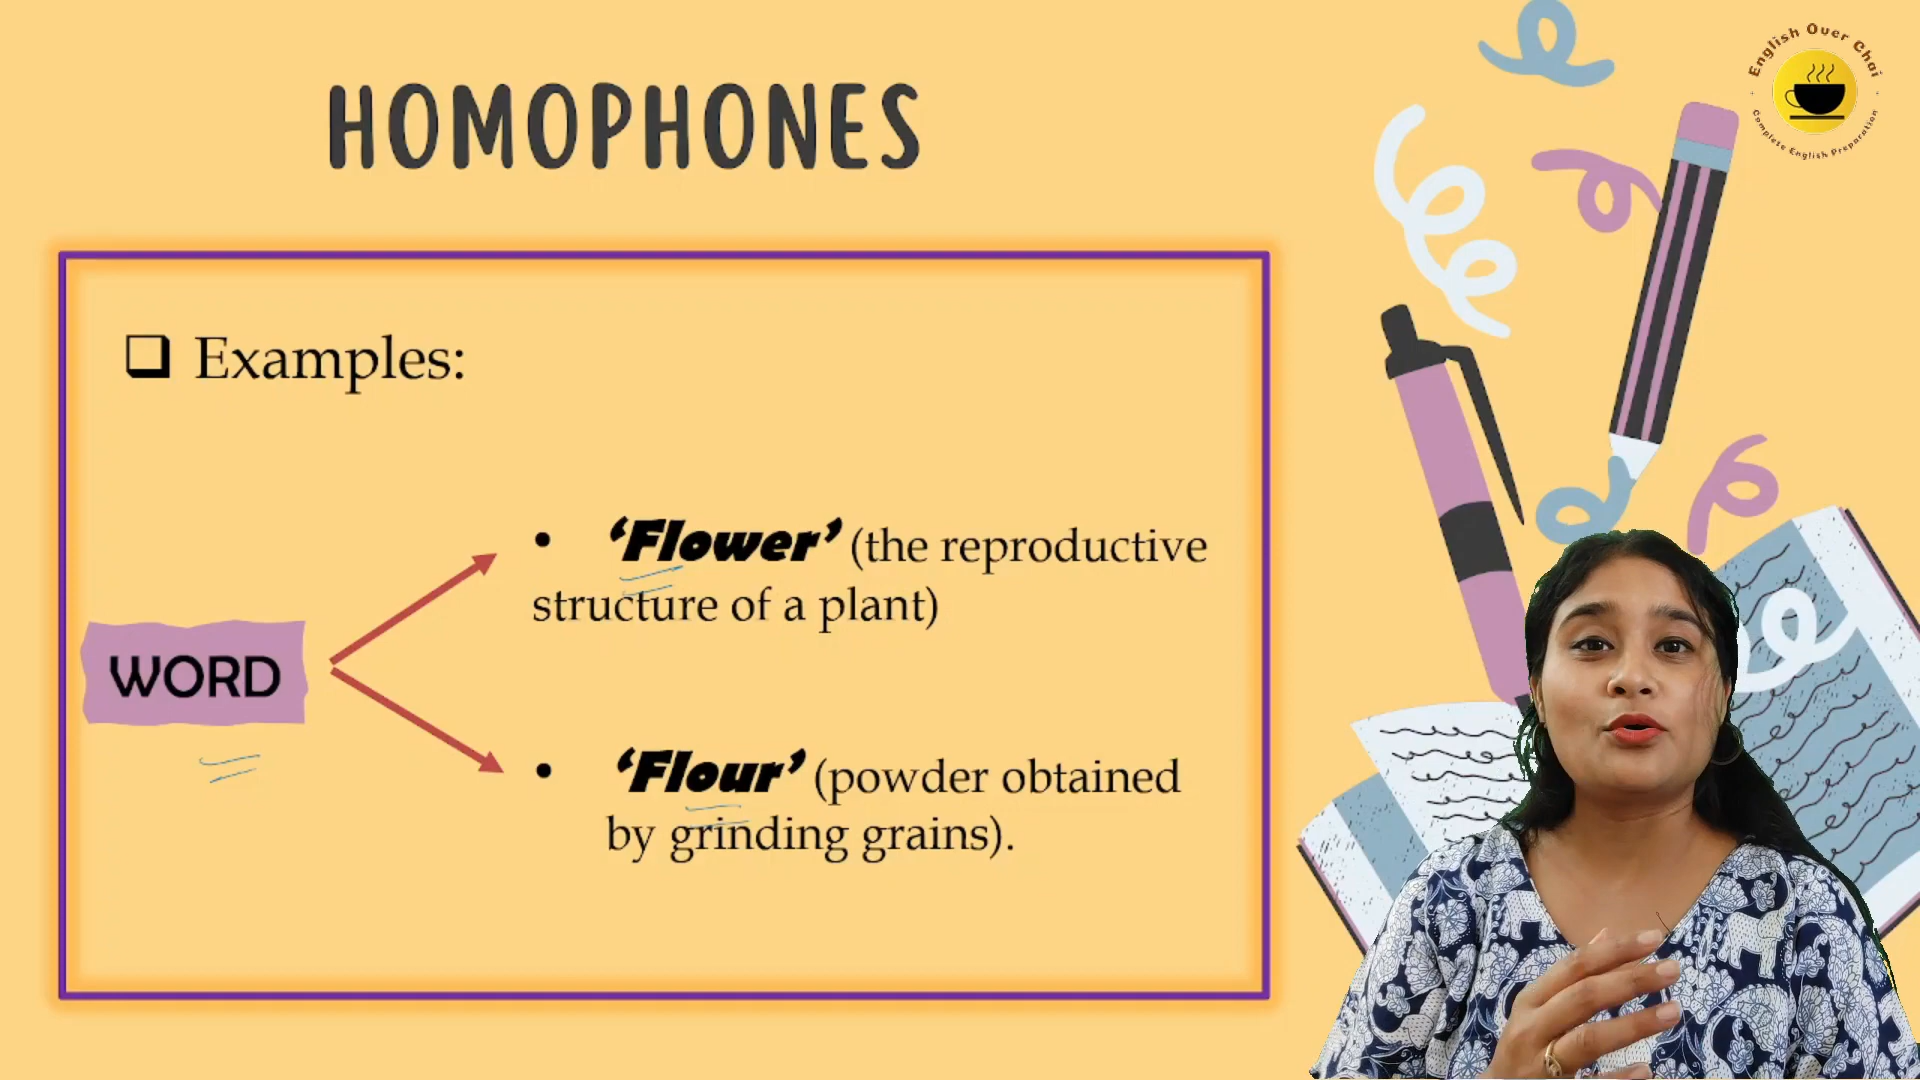 English Over Chai
Complete English Preparation
HOMOPHONES
❑ Examples:
• ‘Flower’ (the reproductive
structure of a plant)
WORD
• ‘Flour’ (powder obtained
by grinding grains).